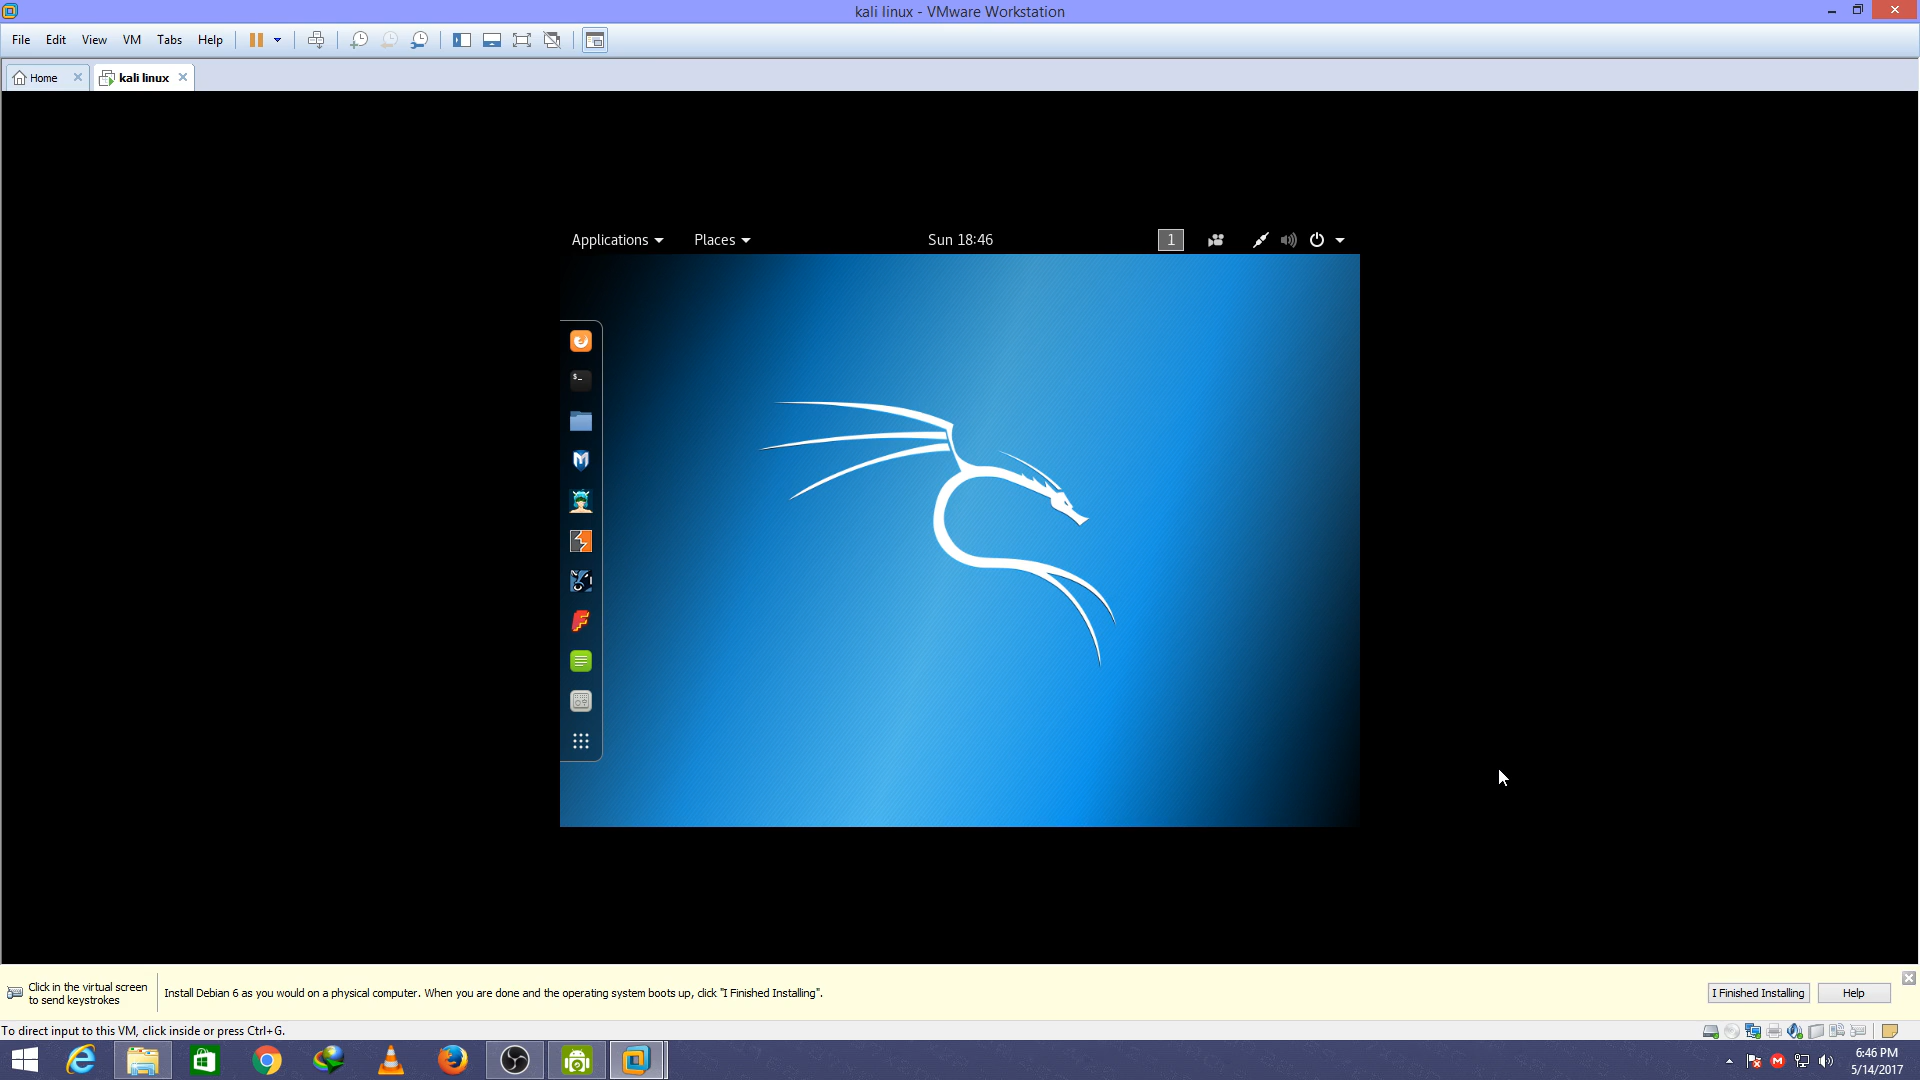 kali linux - VMware Workstation
File Edit View VM Tabs Help
Home
kali linux
Applications Places Sun 18:46 1
$_
Click in the virtual screen
to send keystrokes
Install Debian 6 as you would on a physical computer. When you are done and the operating system boots up, click "I Finished Installing".
I Finished Installing Help
To direct input to this VM, click inside or press Ctrl+G.
6:46 PM
5/14/2017